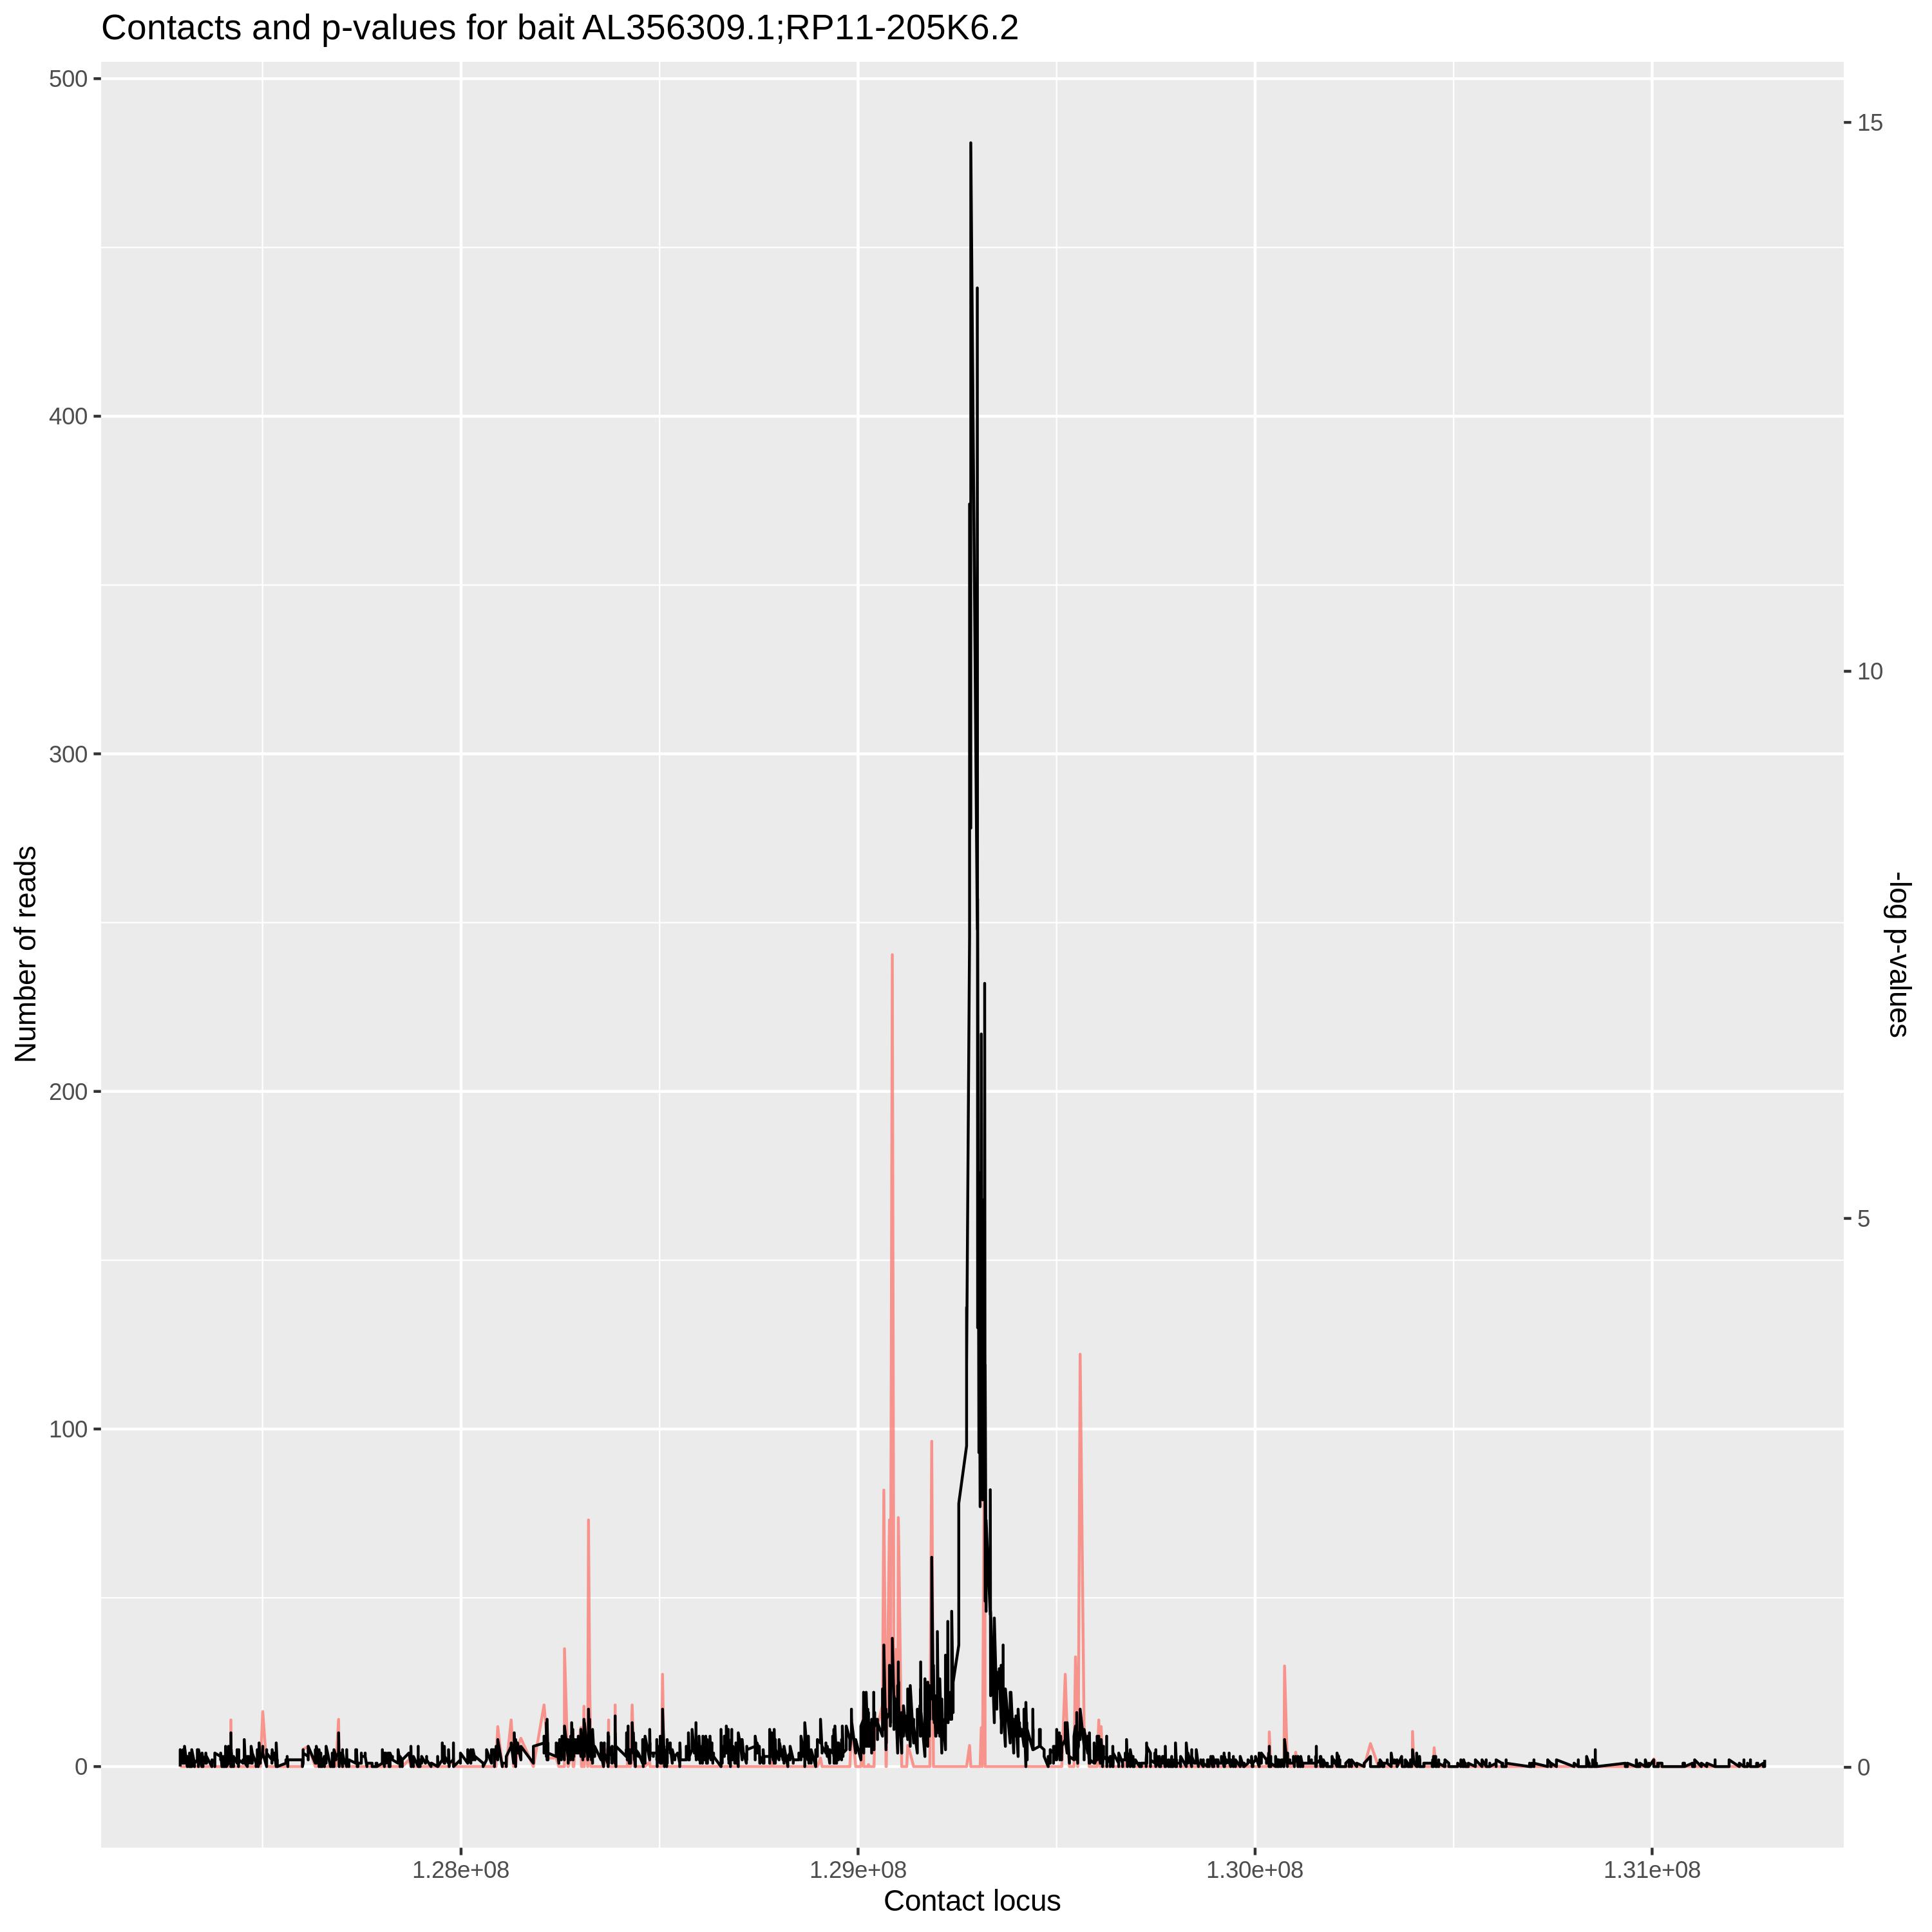 Contacts and p-values for bait AL356309.1;RP11-205K6.2
500
400
300
200
100
0
Number of reads
15
10
5
0
-log p-values
1.28e+08
1.29e+08
1.30e+08
1.31e+08
Contact locus